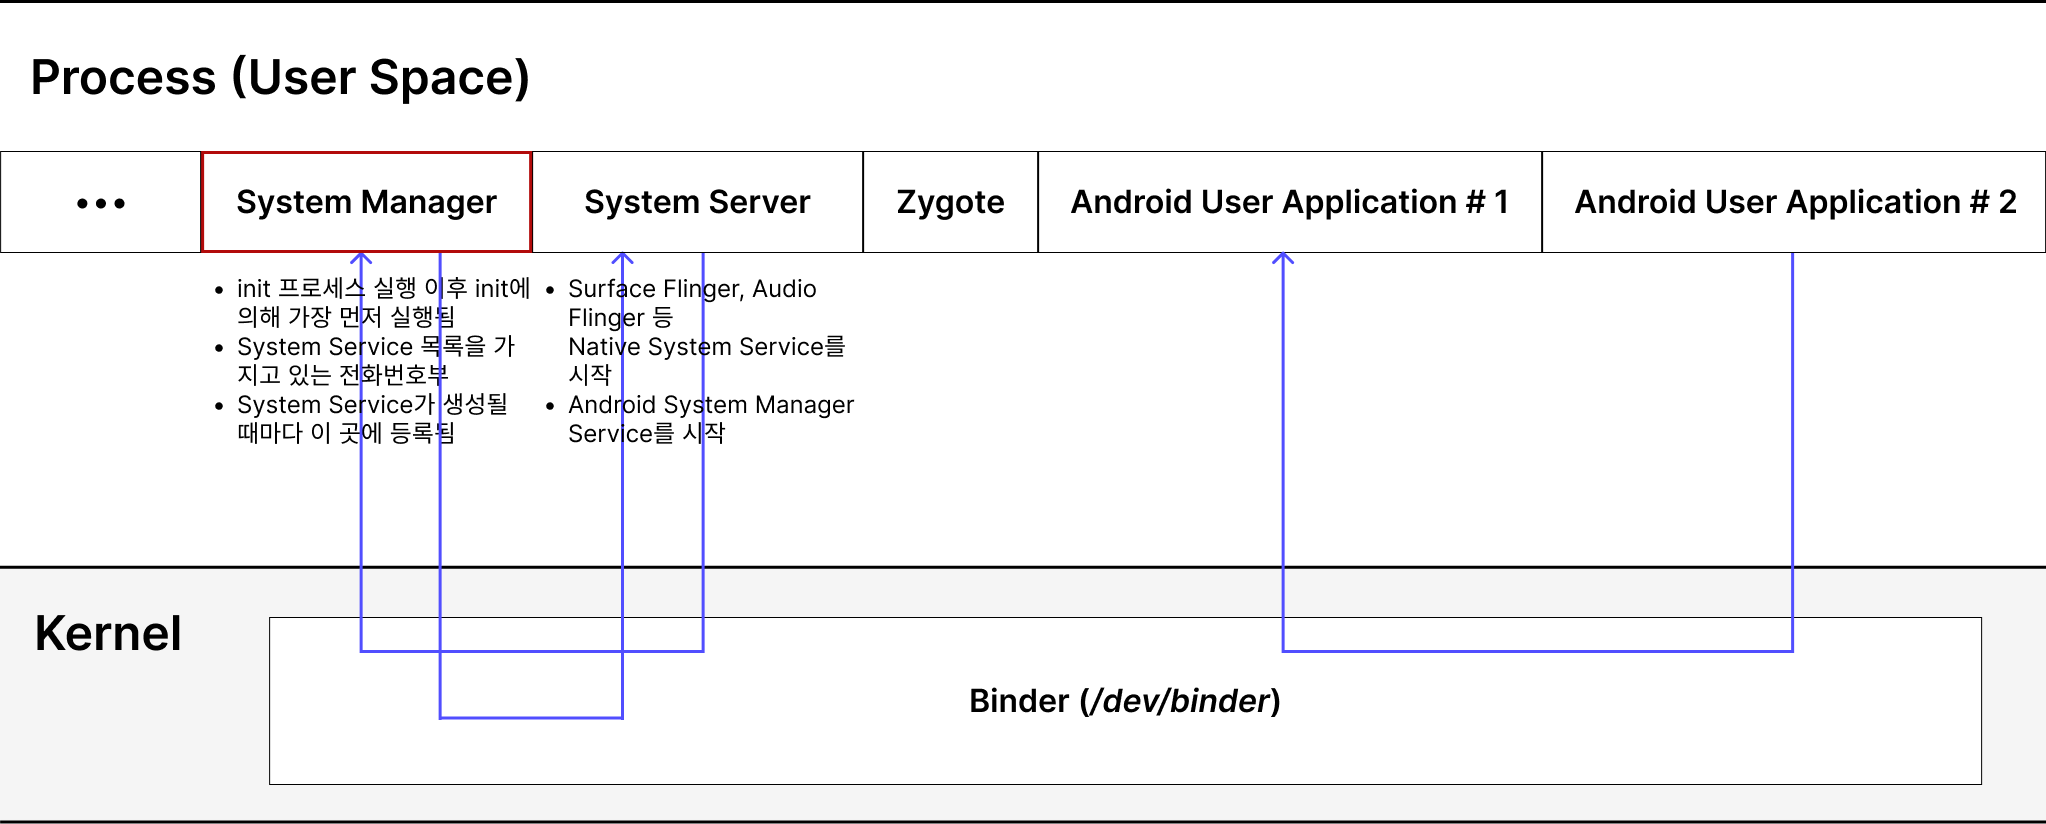 Process (User Space)
••• System Manager System Server Zygote Android User Application # 1 Android User Application # 2
• init 프로세스 실행 이후 init에
의해 가장 먼저 실행됨
• System Service 목록을 가
지고 있는 전화번호부
• System Service가 생성될
때마다 이 곳에 등록됨
• Surface Flinger, Audio
Flinger 등
Native System Service를
시작
• Android System Manager
Service를 시작
Kernel
Binder (/dev/binder)